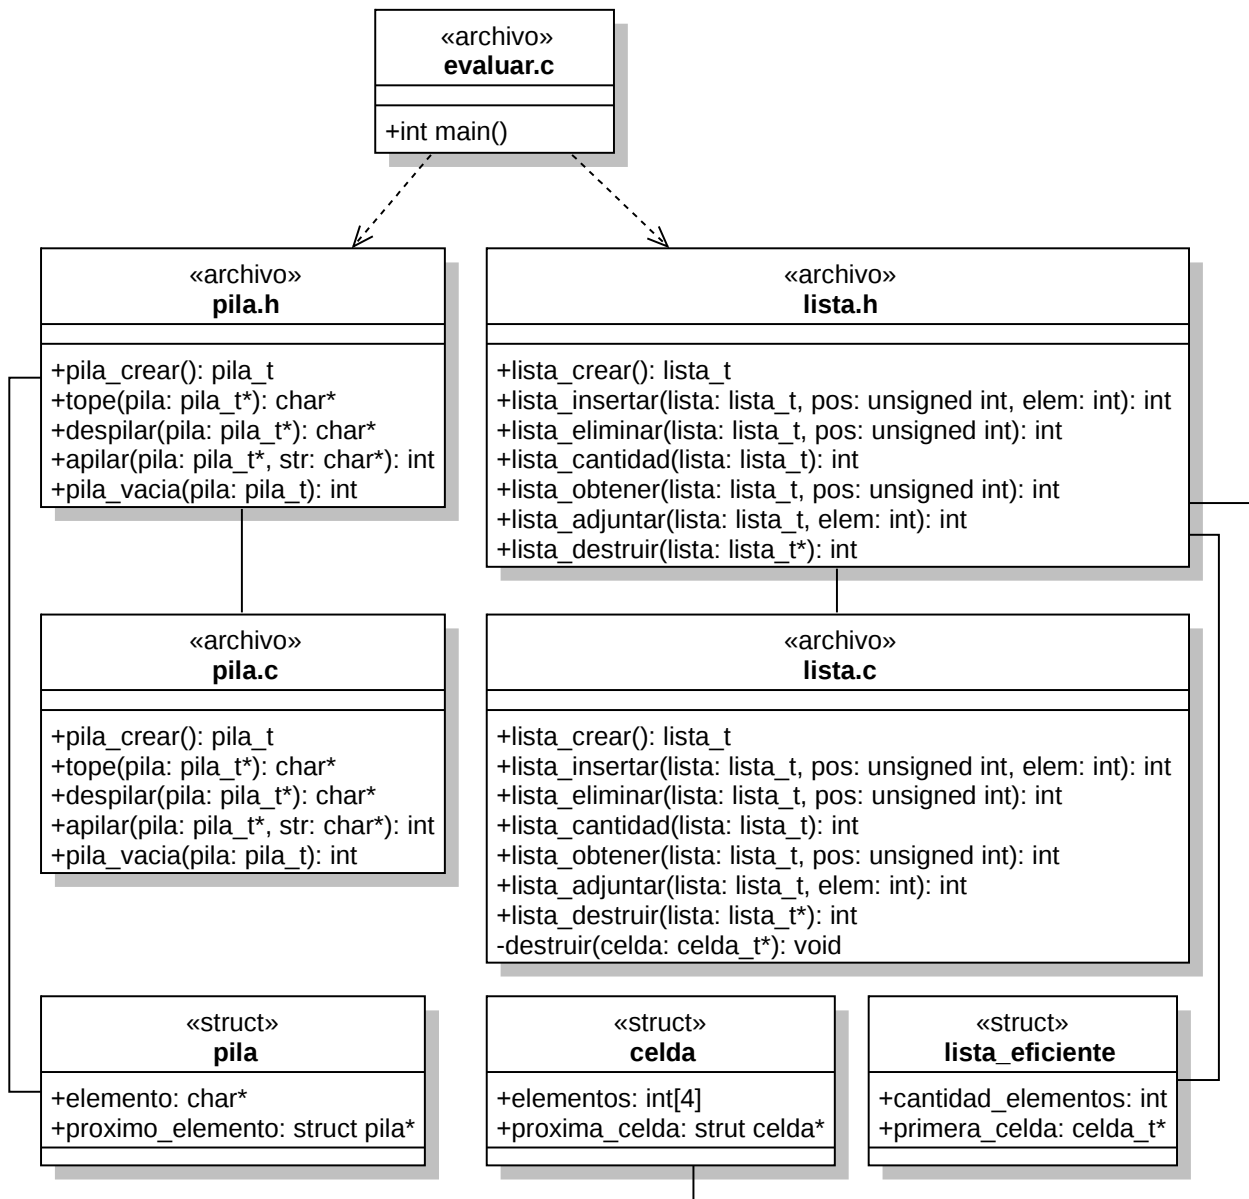 «archivo»
evaluar.c
+int main()
«archivo»
pila.h
+pila_crear(): pila_t
+tope(pila: pila_t*): char*
+despilar(pila: pila_t*): char*
+apilar(pila: pila_t*, str: char*): int
+pila_vacia(pila: pila_t): int
«archivo»
lista.h
+lista_crear(): lista_t
+lista_insertar(lista: lista_t, pos: unsigned int, elem: int): int
+lista_eliminar(lista: lista_t, pos: unsigned int): int
+lista_cantidad(lista: lista_t): int
+lista_obtener(lista: lista_t, pos: unsigned int): int
+lista_adjuntar(lista: lista_t, elem: int): int
+lista_destruir(lista: lista_t*): int
«archivo»
pila.c
+pila_crear(): pila_t
+tope(pila: pila_t*): char*
+despilar(pila: pila_t*): char*
+apilar(pila: pila_t*, str: char*): int
+pila_vacia(pila: pila_t): int
«archivo»
lista.c
+lista_crear(): lista_t
+lista_insertar(lista: lista_t, pos: unsigned int, elem: int): int
+lista_eliminar(lista: lista_t, pos: unsigned int): int
+lista_cantidad(lista: lista_t): int
+lista_obtener(lista: lista_t, pos: unsigned int): int
+lista_adjuntar(lista: lista_t, elem: int): int
+lista_destruir(lista: lista_t*): int
-destruir(celda: celda_t*): void
«struct»
pila
+elemento: char*
+proximo_elemento: struct pila*
«struct»
celda
+elementos: int[4]
+proxima_celda: strut celda*
«struct»
lista_eficiente
+cantidad_elementos: int
+primera_celda: celda_t*